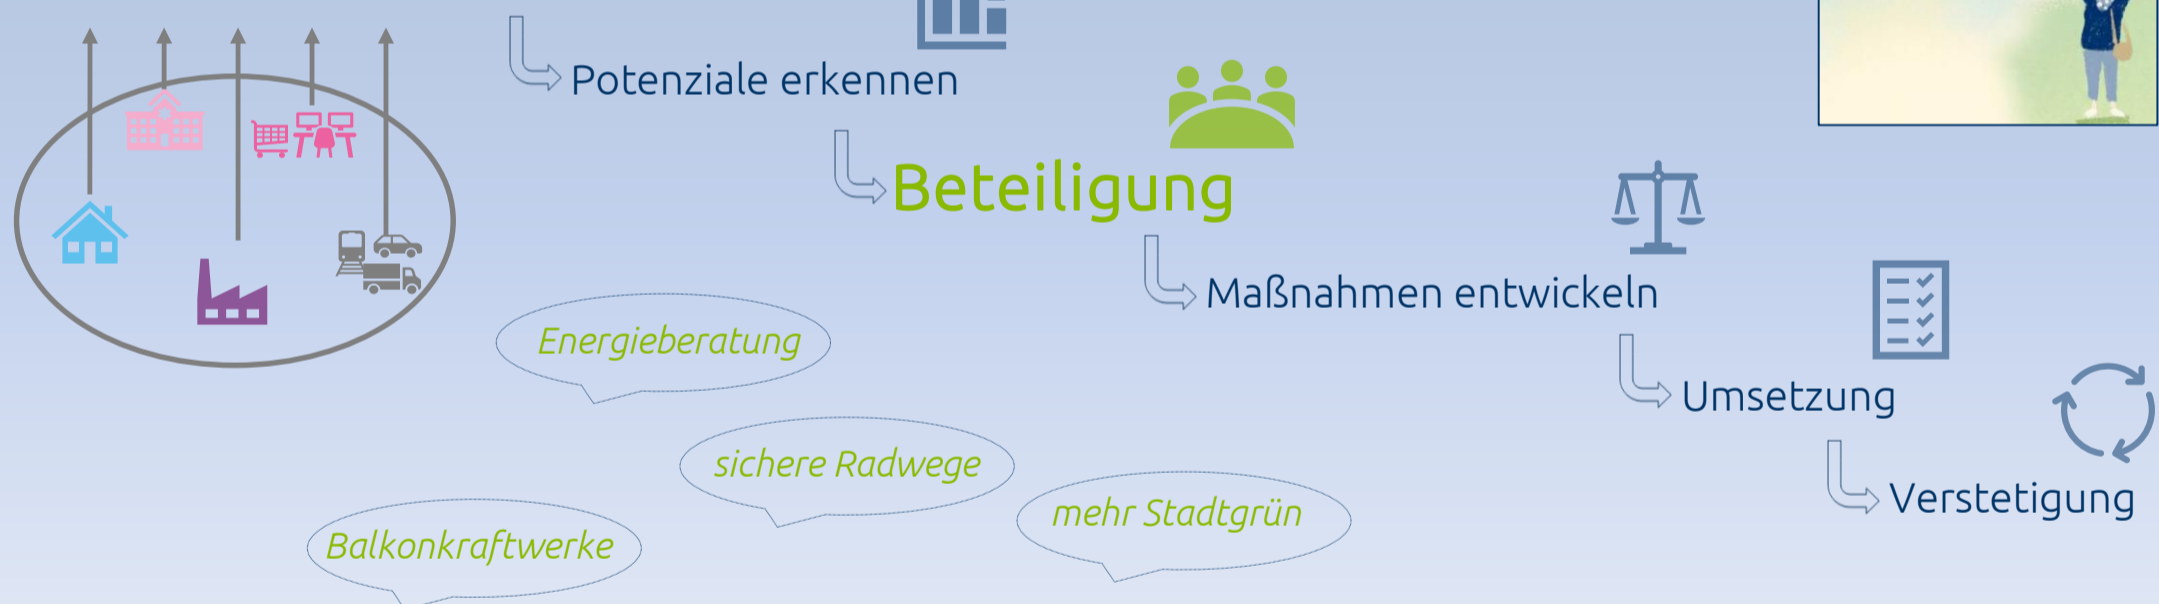 Potenziale erkennen
Beteiligung
Maßnahmen entwickeln
Umsetzung
Verstetigung
Energieberatung
sichere Radwege
mehr Stadtgrün
Balkonkraftwerke